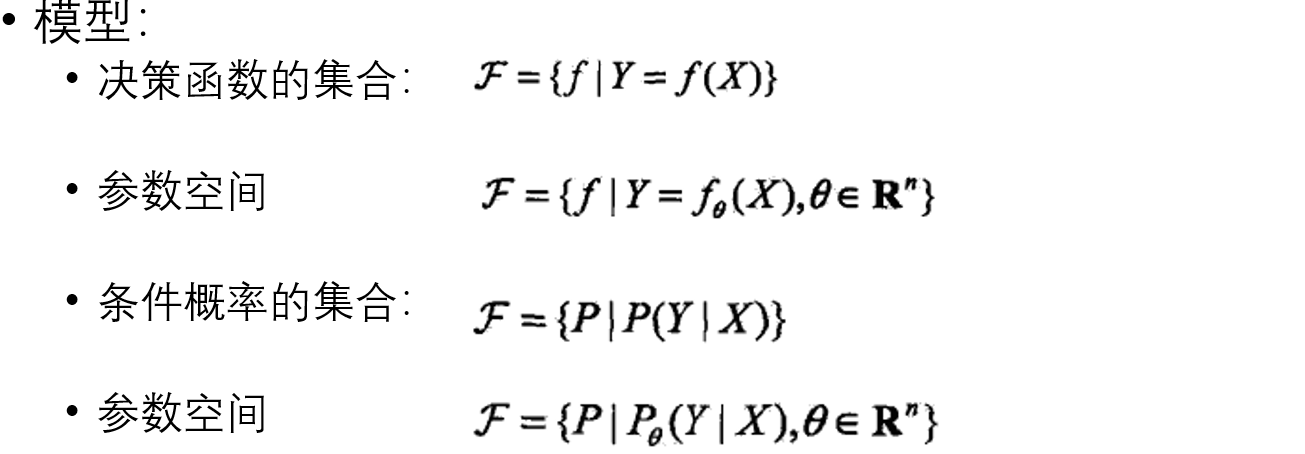 • 模型：
• 决策函数的集合： ℱ = {f | Y = f(X)}
• 参数空间 ℱ = {f | Y = f_θ(X), θ ∈ Rⁿ}
• 条件概率的集合： ℱ = {P | P(Y | X)}
• 参数空间 ℱ = {P | P_θ(Y | X), θ ∈ Rⁿ}